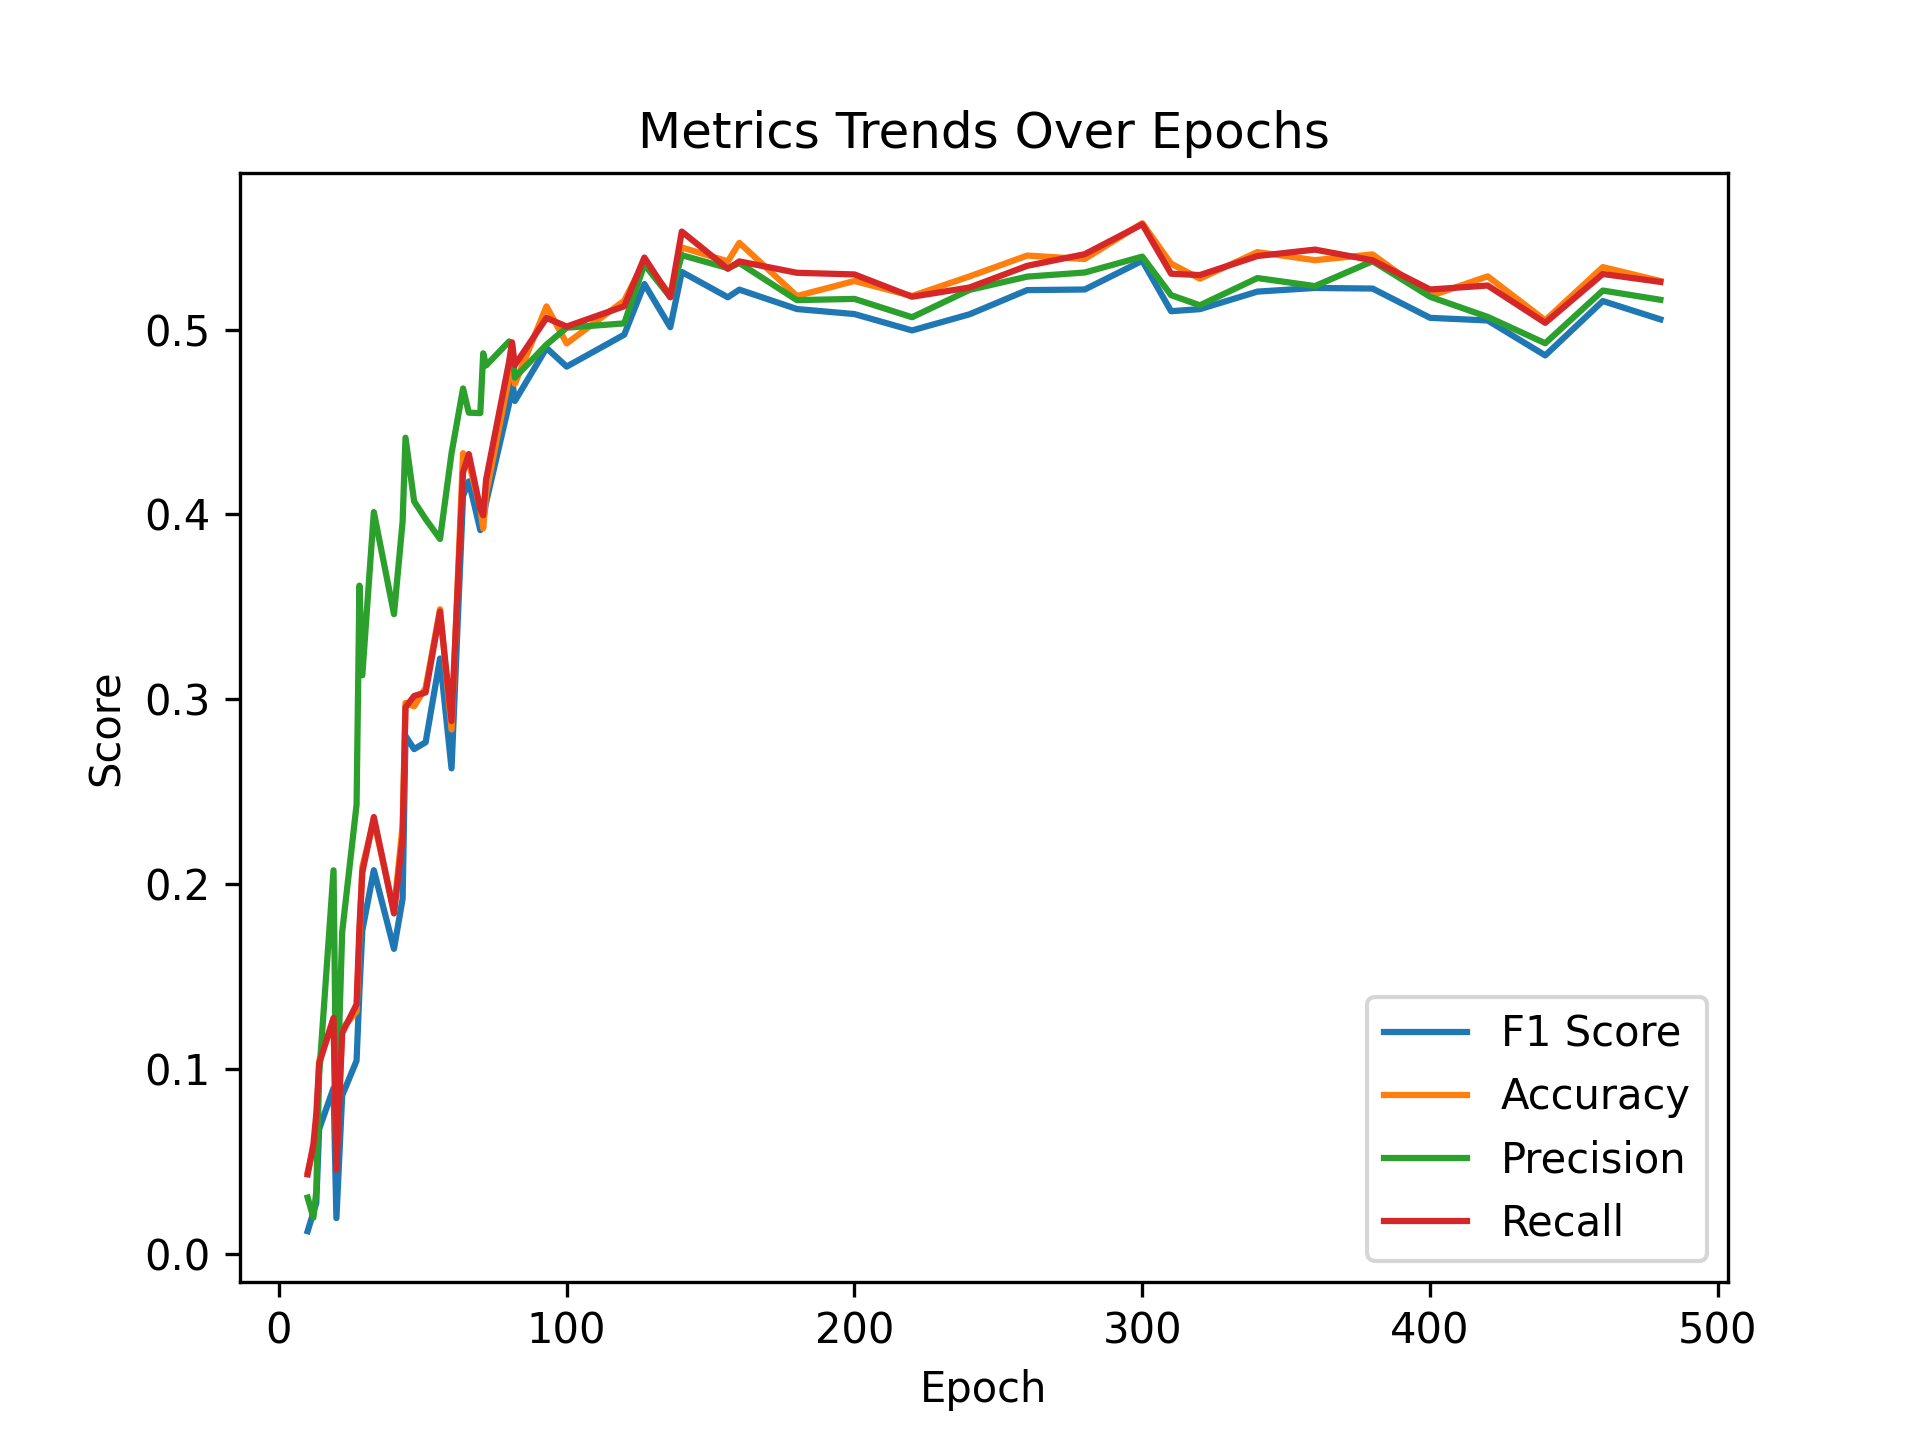 Metrics Trends Over Epochs
Score
0.5
0.4
0.3
0.2
0.1
0.0
F1 Score
Accuracy
Precision
Recall
0 100 200 300 400 500
Epoch